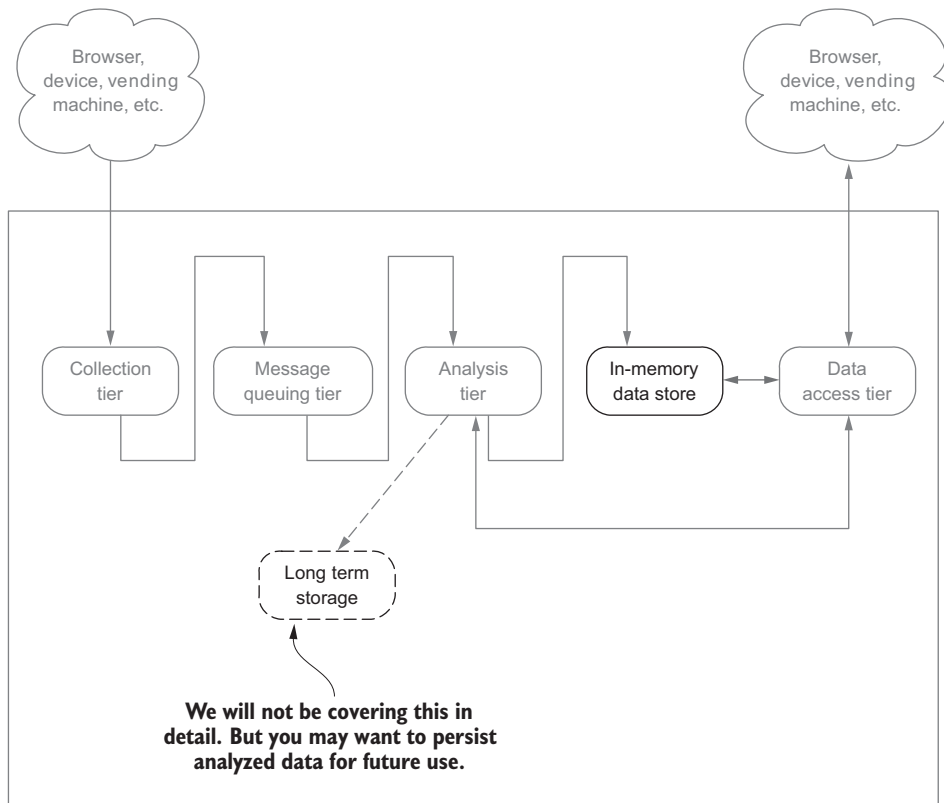 Browser,
device, vending
machine, etc.
Browser,
device, vending
machine, etc.
Collection
tier
Message
queuing tier
Analysis
tier
In-memory
data store
Data
access tier
Long term
storage
We will not be covering this in
detail. But you may want to persist
analyzed data for future use.